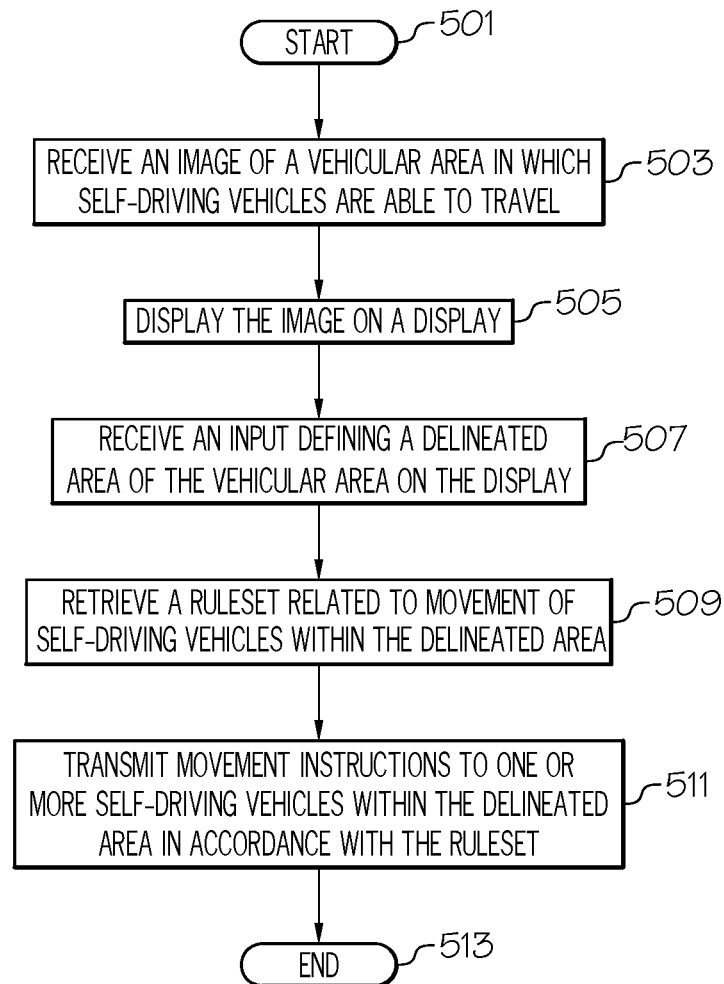 START
501
RECEIVE AN IMAGE OF A VEHICULAR AREA IN WHICH
SELF-DRIVING VEHICLES ARE ABLE TO TRAVEL
503
DISPLAY THE IMAGE ON A DISPLAY
505
RECEIVE AN INPUT DEFINING A DELINEATED
AREA OF THE VEHICULAR AREA ON THE DISPLAY
507
RETRIEVE A RULESET RELATED TO MOVEMENT OF
SELF-DRIVING VEHICLES WITHIN THE DELINEATED AREA
509
TRANSMIT MOVEMENT INSTRUCTIONS TO ONE OR
MORE SELF-DRIVING VEHICLES WITHIN THE DELINEATED
AREA IN ACCORDANCE WITH THE RULESET
511
END
513